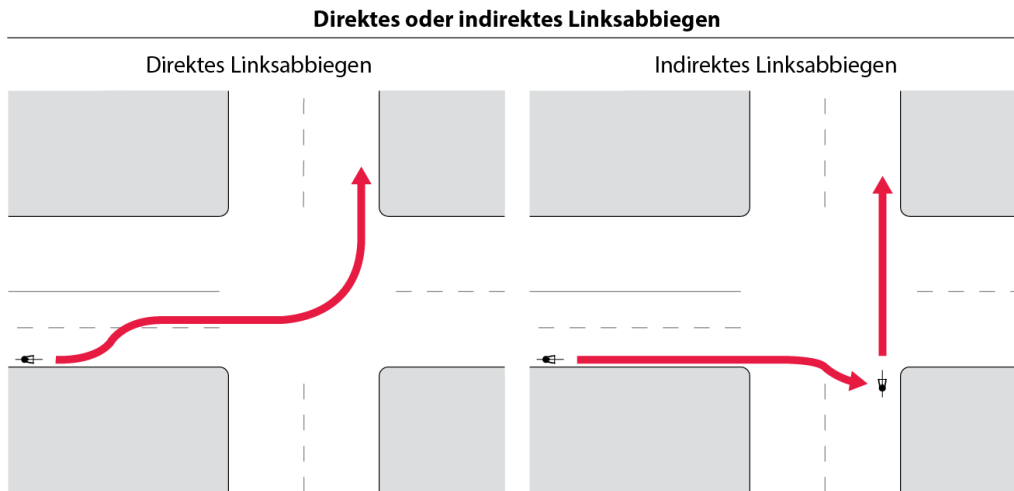 Direktes oder indirektes Linksabbiegen
Direktes Linksabbiegen
Indirektes Linksabbiegen